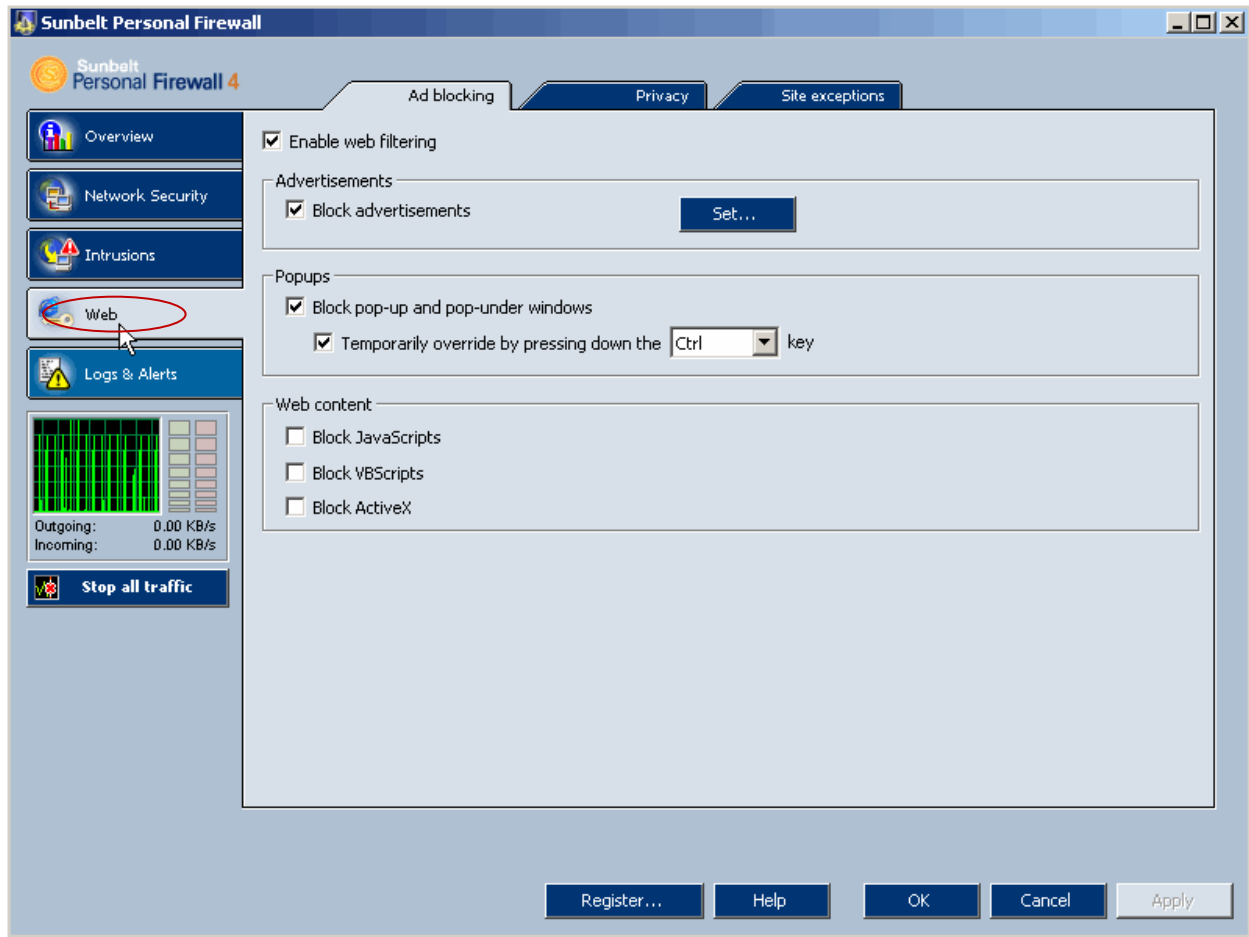 Sunbelt Personal Firewall
Sunbelt
Personal Firewall 4
Ad blocking
Privacy
Site exceptions
Overview
Network Security
Intrusions
Web
Logs & Alerts
Outgoing: 0.00 KB/s
Incoming: 0.00 KB/s
Stop all traffic
Enable web filtering
Advertisements
Block advertisements
Set...
Popups
Block pop-up and pop-under windows
Temporarily override by pressing down the Ctrl key
Web content
Block JavaScripts
Block VBScripts
Block ActiveX
Register...
Help
OK
Cancel
Apply